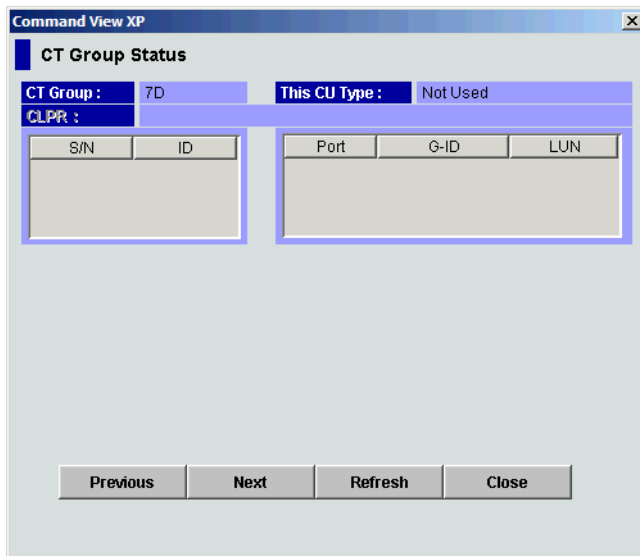 Command View XP
CT Group Status
CT Group : 7D This CU Type : Not Used
CLPR :
S/N ID Port G-ID LUN
Previous Next Refresh Close